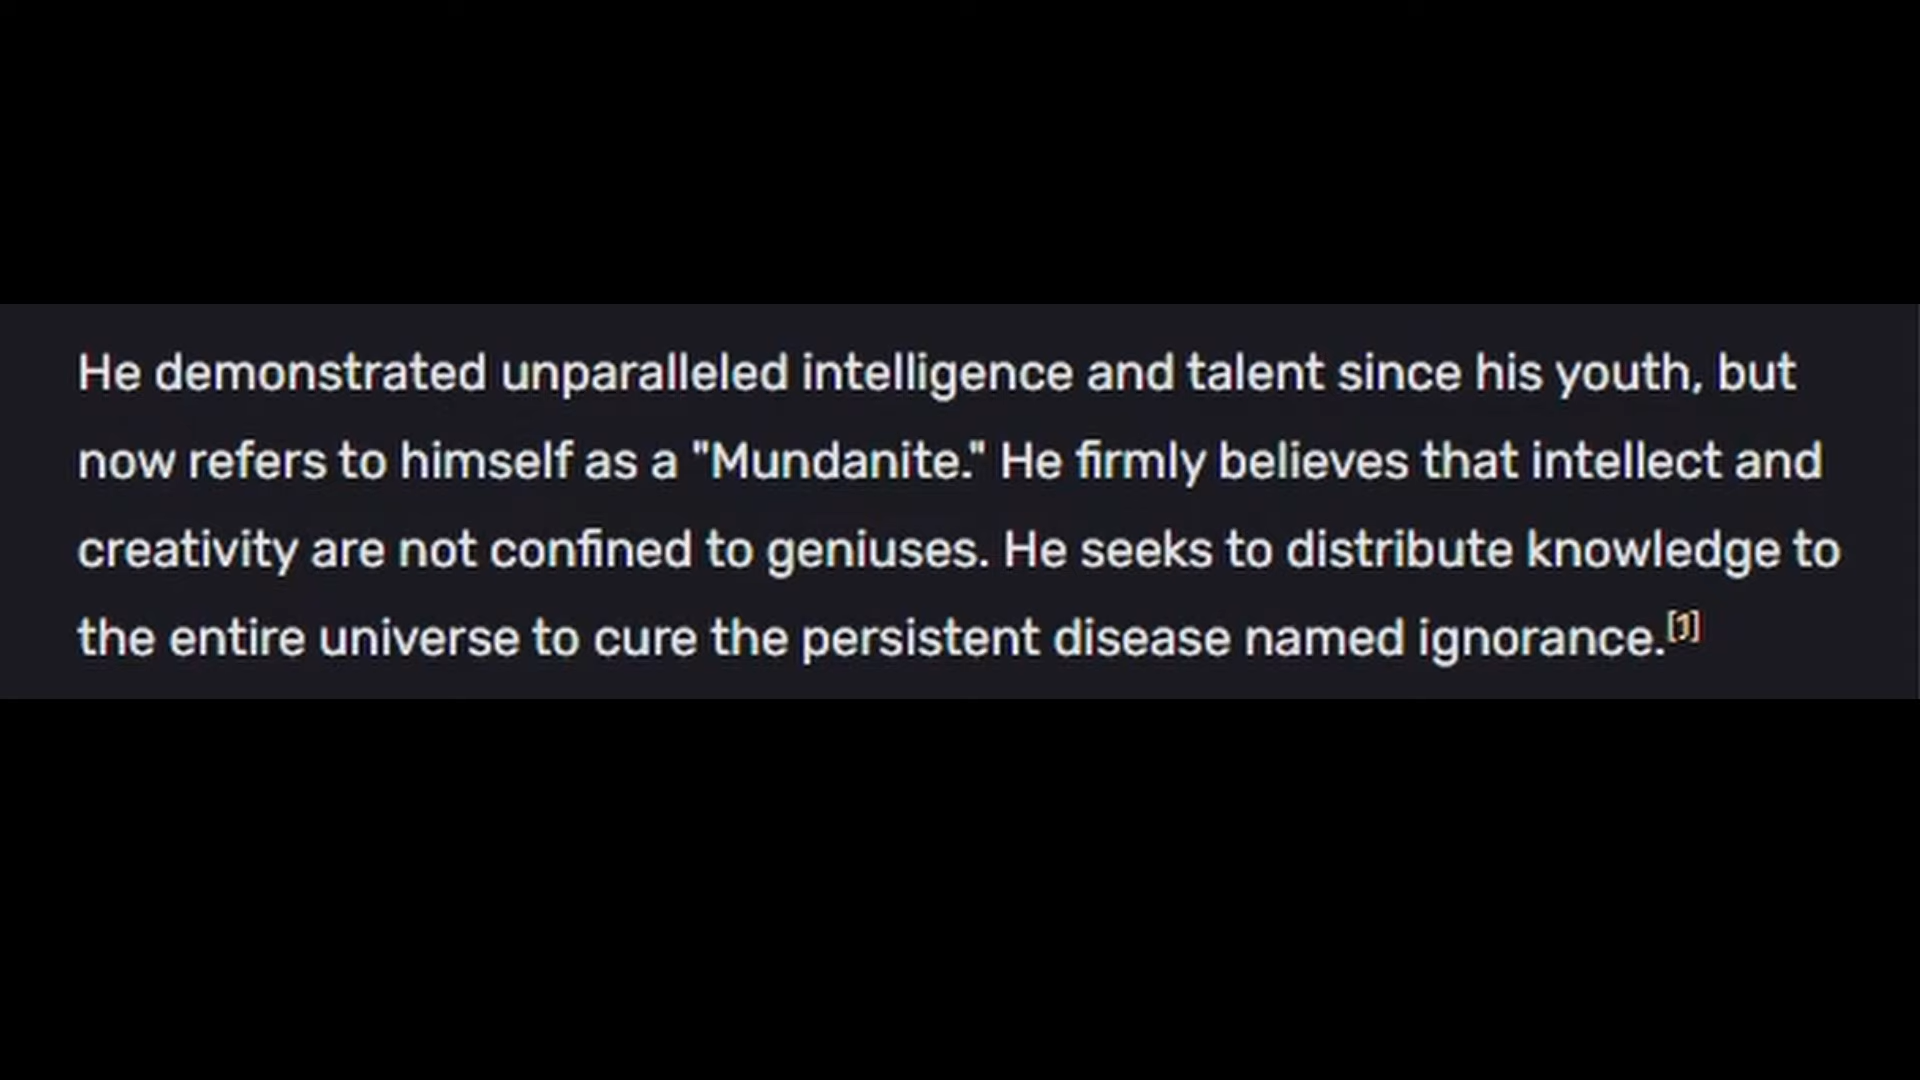 He demonstrated unparalleled intelligence and talent since his youth, but
now refers to himself as a "Mundanite." He firmly believes that intellect and
creativity are not confined to geniuses. He seeks to distribute knowledge to
the entire universe to cure the persistent disease named ignorance.[1]